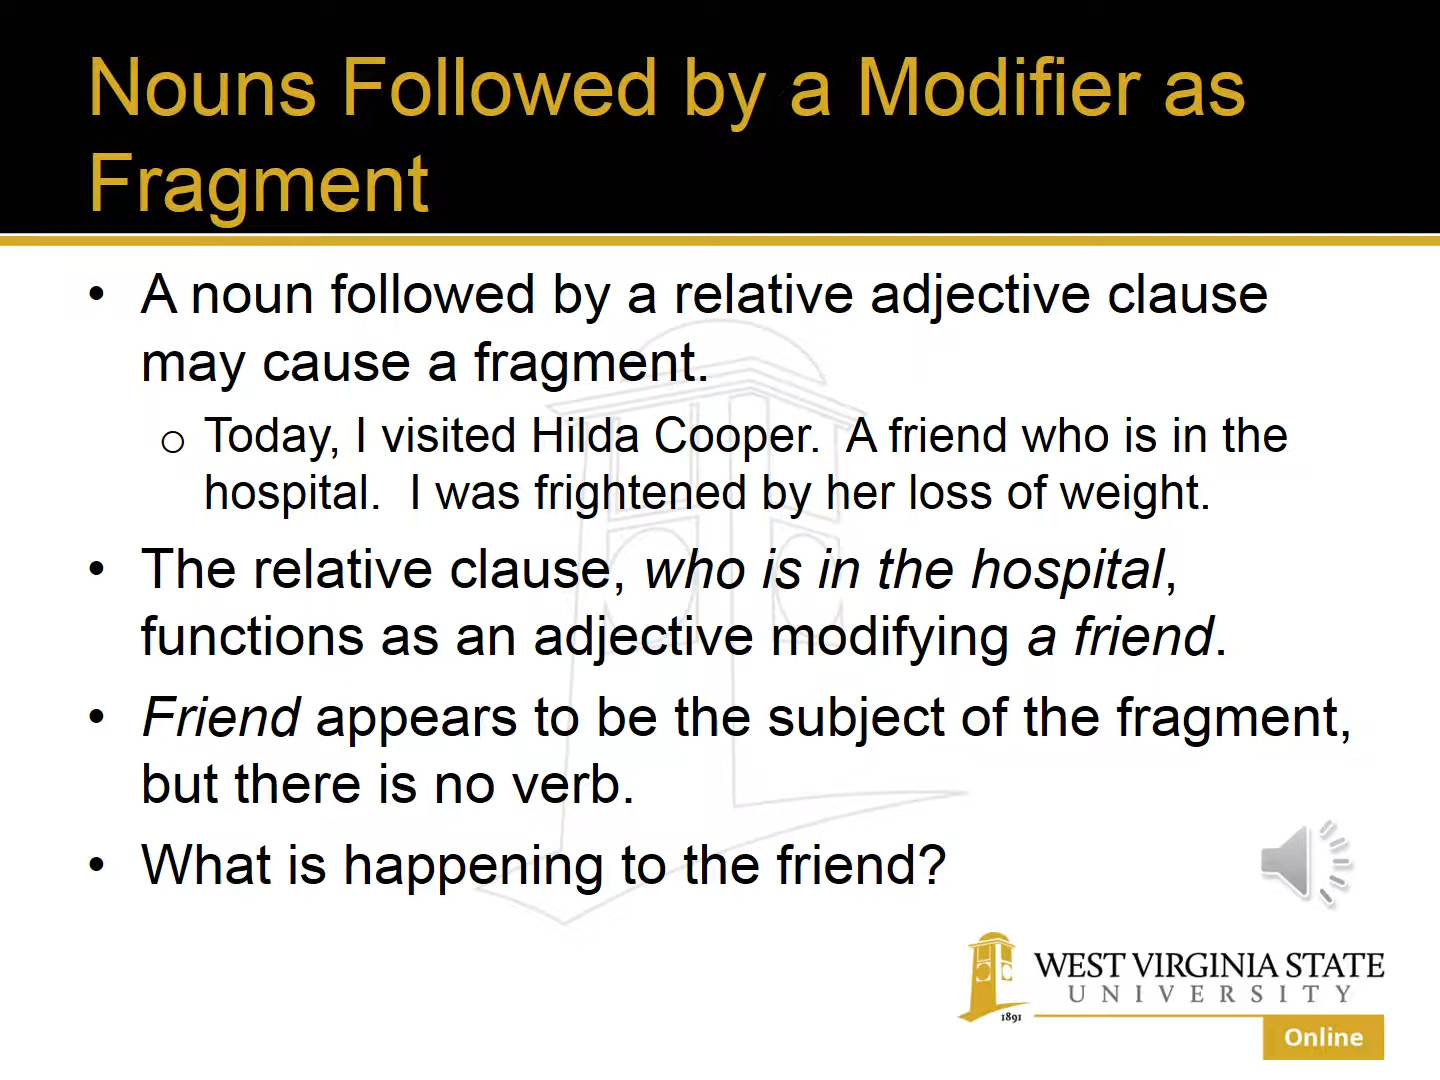 Nouns Followed by a Modifier as
Fragment
• A noun followed by a relative adjective clause
may cause a fragment.
o Today, I visited Hilda Cooper.  A friend who is in the
hospital.  I was frightened by her loss of weight.
• The relative clause, who is in the hospital,
functions as an adjective modifying a friend.
• Friend appears to be the subject of the fragment,
but there is no verb.
• What is happening to the friend?
WEST VIRGINIA STATE
UNIVERSITY
1891
Online